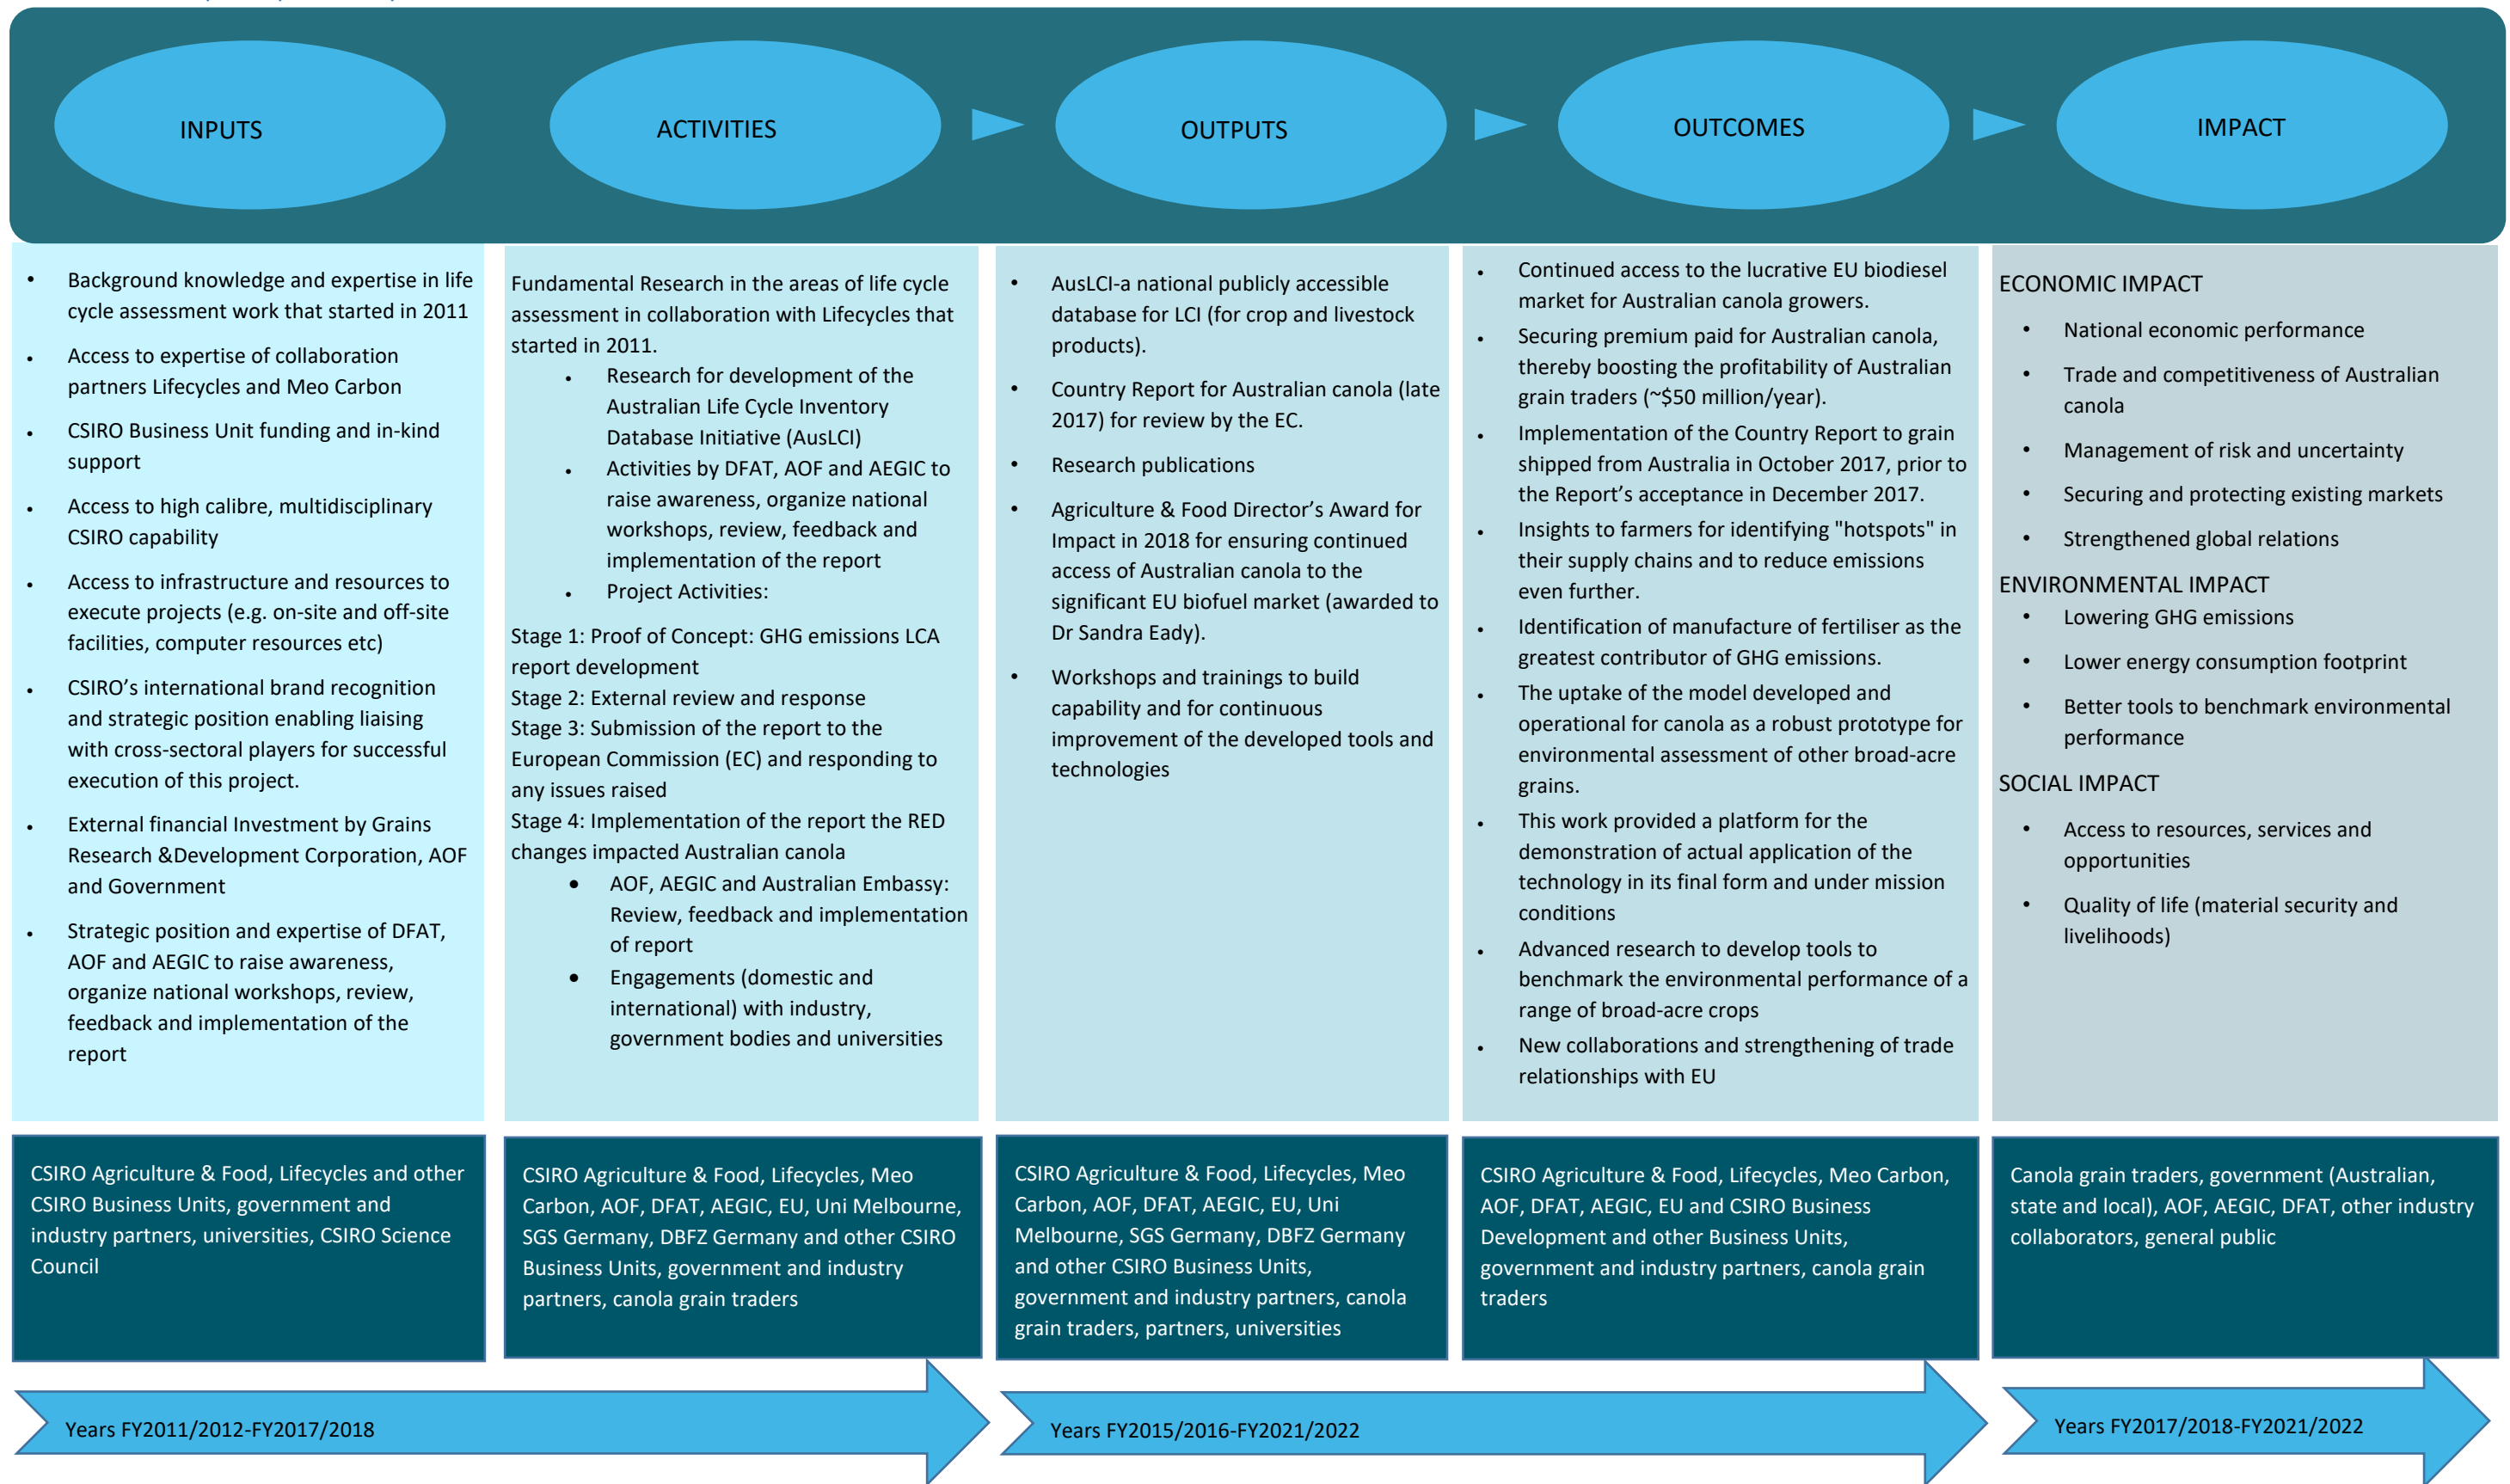 INPUTS
ACTIVITIES
OUTPUTS
OUTCOMES
IMPACT
• Background knowledge and expertise in life
cycle assessment work that started in 2011
• Access to expertise of collaboration
partners Lifecycles and Meo Carbon
• CSIRO Business Unit funding and in-kind
support
• Access to high calibre, multidisciplinary
CSIRO capability
• Access to infrastructure and resources to
execute projects (e.g. on-site and off-site
facilities, computer resources etc)
• CSIRO’s international brand recognition
and strategic position enabling liaising
with cross-sectoral players for successful
execution of this project.
• External financial Investment by Grains
Research &Development Corporation, AOF
and Government
• Strategic position and expertise of DFAT,
AOF and AEGIC to raise awareness,
organize national workshops, review,
feedback and implementation of the
report
Fundamental Research in the areas of life cycle
assessment in collaboration with Lifecycles that
started in 2011.
• Research for development of the
Australian Life Cycle Inventory
Database Initiative (AusLCI)
• Activities by DFAT, AOF and AEGIC to
raise awareness, organize national
workshops, review, feedback and
implementation of the report
• Project Activities:
Stage 1: Proof of Concept: GHG emissions LCA
report development
Stage 2: External review and response
Stage 3: Submission of the report to the
European Commission (EC) and responding to
any issues raised
Stage 4: Implementation of the report the RED
changes impacted Australian canola
• AOF, AEGIC and Australian Embassy:
Review, feedback and implementation
of report
• Engagements (domestic and
international) with industry,
government bodies and universities
• AusLCI-a national publicly accessible
database for LCI (for crop and livestock
products).
• Country Report for Australian canola (late
2017) for review by the EC.
• Research publications
• Agriculture & Food Director’s Award for
Impact in 2018 for ensuring continued
access of Australian canola to the
significant EU biofuel market (awarded to
Dr Sandra Eady).
• Workshops and trainings to build
capability and for continuous
improvement of the developed tools and
technologies
• Continued access to the lucrative EU biodiesel
market for Australian canola growers.
• Securing premium paid for Australian canola,
thereby boosting the profitability of Australian
grain traders (~$50 million/year).
• Implementation of the Country Report to grain
shipped from Australia in October 2017, prior to
the Report’s acceptance in December 2017.
• Insights to farmers for identifying "hotspots" in
their supply chains and to reduce emissions
even further.
• Identification of manufacture of fertiliser as the
greatest contributor of GHG emissions.
• The uptake of the model developed and
operational for canola as a robust prototype for
environmental assessment of other broad-acre
grains.
• This work provided a platform for the
demonstration of actual application of the
technology in its final form and under mission
conditions
• Advanced research to develop tools to
benchmark the environmental performance of a
range of broad-acre crops
• New collaborations and strengthening of trade
relationships with EU
ECONOMIC IMPACT
• National economic performance
• Trade and competitiveness of Australian
canola
• Management of risk and uncertainty
• Securing and protecting existing markets
• Strengthened global relations
ENVIRONMENTAL IMPACT
• Lowering GHG emissions
• Lower energy consumption footprint
• Better tools to benchmark environmental
performance
SOCIAL IMPACT
• Access to resources, services and
opportunities
• Quality of life (material security and
livelihoods)
CSIRO Agriculture & Food, Lifecycles and other
CSIRO Business Units, government and
industry partners, universities, CSIRO Science
Council
CSIRO Agriculture & Food, Lifecycles, Meo
Carbon, AOF, DFAT, AEGIC, EU, Uni Melbourne,
SGS Germany, DBFZ Germany and other CSIRO
Business Units, government and industry
partners, canola grain traders
CSIRO Agriculture & Food, Lifecycles, Meo
Carbon, AOF, DFAT, AEGIC, EU, Uni
Melbourne, SGS Germany, DBFZ Germany
and other CSIRO Business Units,
government and industry partners, canola
grain traders, partners, universities
CSIRO Agriculture & Food, Lifecycles, Meo Carbon,
AOF, DFAT, AEGIC, EU and CSIRO Business
Development and other Business Units,
government and industry partners, canola grain
traders
Canola grain traders, government (Australian,
state and local), AOF, AEGIC, DFAT, other industry
collaborators, general public
Years FY2011/2012-FY2017/2018
Years FY2015/2016-FY2021/2022
Years FY2017/2018-FY2021/2022